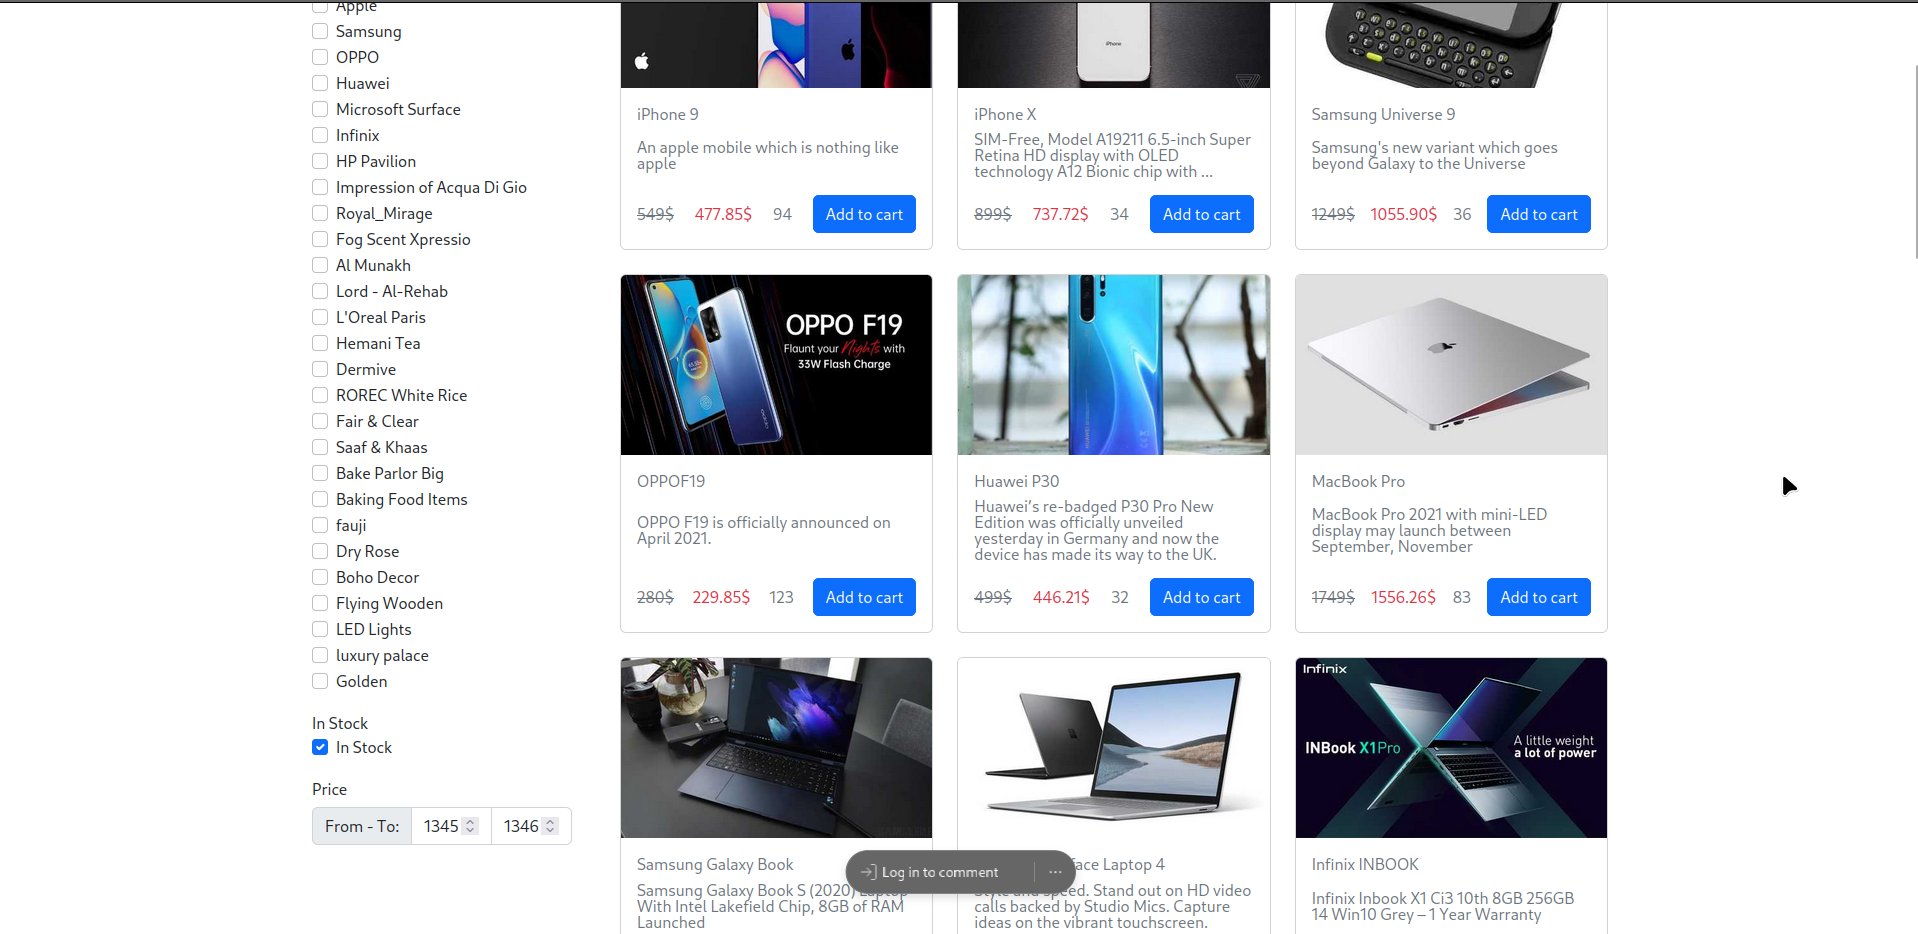 Apple
Samsung
OPPO
Huawei
Microsoft Surface
Infinix
HP Pavilion
Impression of Acqua Di Gio
Royal_Mirage
Fog Scent Xpressio
Al Munakh
Lord - Al-Rehab
L'Oreal Paris
Hemani Tea
Dermive
ROREC White Rice
Fair & Clear
Saaf & Khaas
Bake Parlor Big
Baking Food Items
fauji
Dry Rose
Boho Decor
Flying Wooden
LED Lights
luxury palace
Golden
In Stock
In Stock
Price
From - To: 1345 1346
iPhone
iPhone 9
An apple mobile which is nothing like
apple
549$ 477.85$ 94 Add to cart
iPhone X
SIM-Free, Model A19211 6.5-inch Super
Retina HD display with OLED
technology A12 Bionic chip with ...
899$ 737.72$ 34 Add to cart
Samsung Universe 9
Samsung's new variant which goes
beyond Galaxy to the Universe
1249$ 1055.90$ 36 Add to cart
OPPO F19
Flaunt your Nights with
33W Flash Charge
OPPOF19
OPPO F19 is officially announced on
April 2021.
280$ 229.85$ 123 Add to cart
HUAWEI
Huawei P30
Huawei’s re-badged P30 Pro New
Edition was officially unveiled
yesterday in Germany and now the
device has made its way to the UK.
499$ 446.21$ 32 Add to cart
MacBook Pro
MacBook Pro 2021 with mini-LED
display may launch between
September, November
1749$ 1556.26$ 83 Add to cart
Samsung Galaxy Book
Samsung Galaxy Book S (2020) Laptop
With Intel Lakefield Chip, 8GB of RAM
Launched
face Laptop 4
Style and speed. Stand out on HD video
calls backed by Studio Mics. Capture
ideas on the vibrant touchscreen.
Infinix
INBook X1Pro
A little weight
a lot of power
Infinix INBOOK
Infinix Inbook X1 Ci3 10th 8GB 256GB
14 Win10 Grey – 1 Year Warranty
Log in to comment